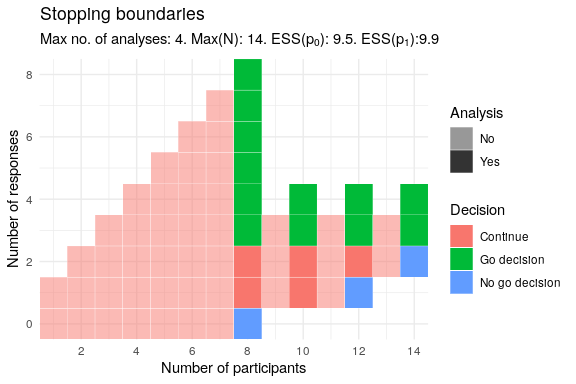 Stopping boundaries
Max no. of analyses: 4. Max(N): 14. ESS(p₀): 9.5. ESS(p₁):9.9
Number of responses
8
6
4
2
0
2
4
6
8
10
12
14
Number of participants
Analysis
No
Yes
Decision
Continue
Go decision
No go decision